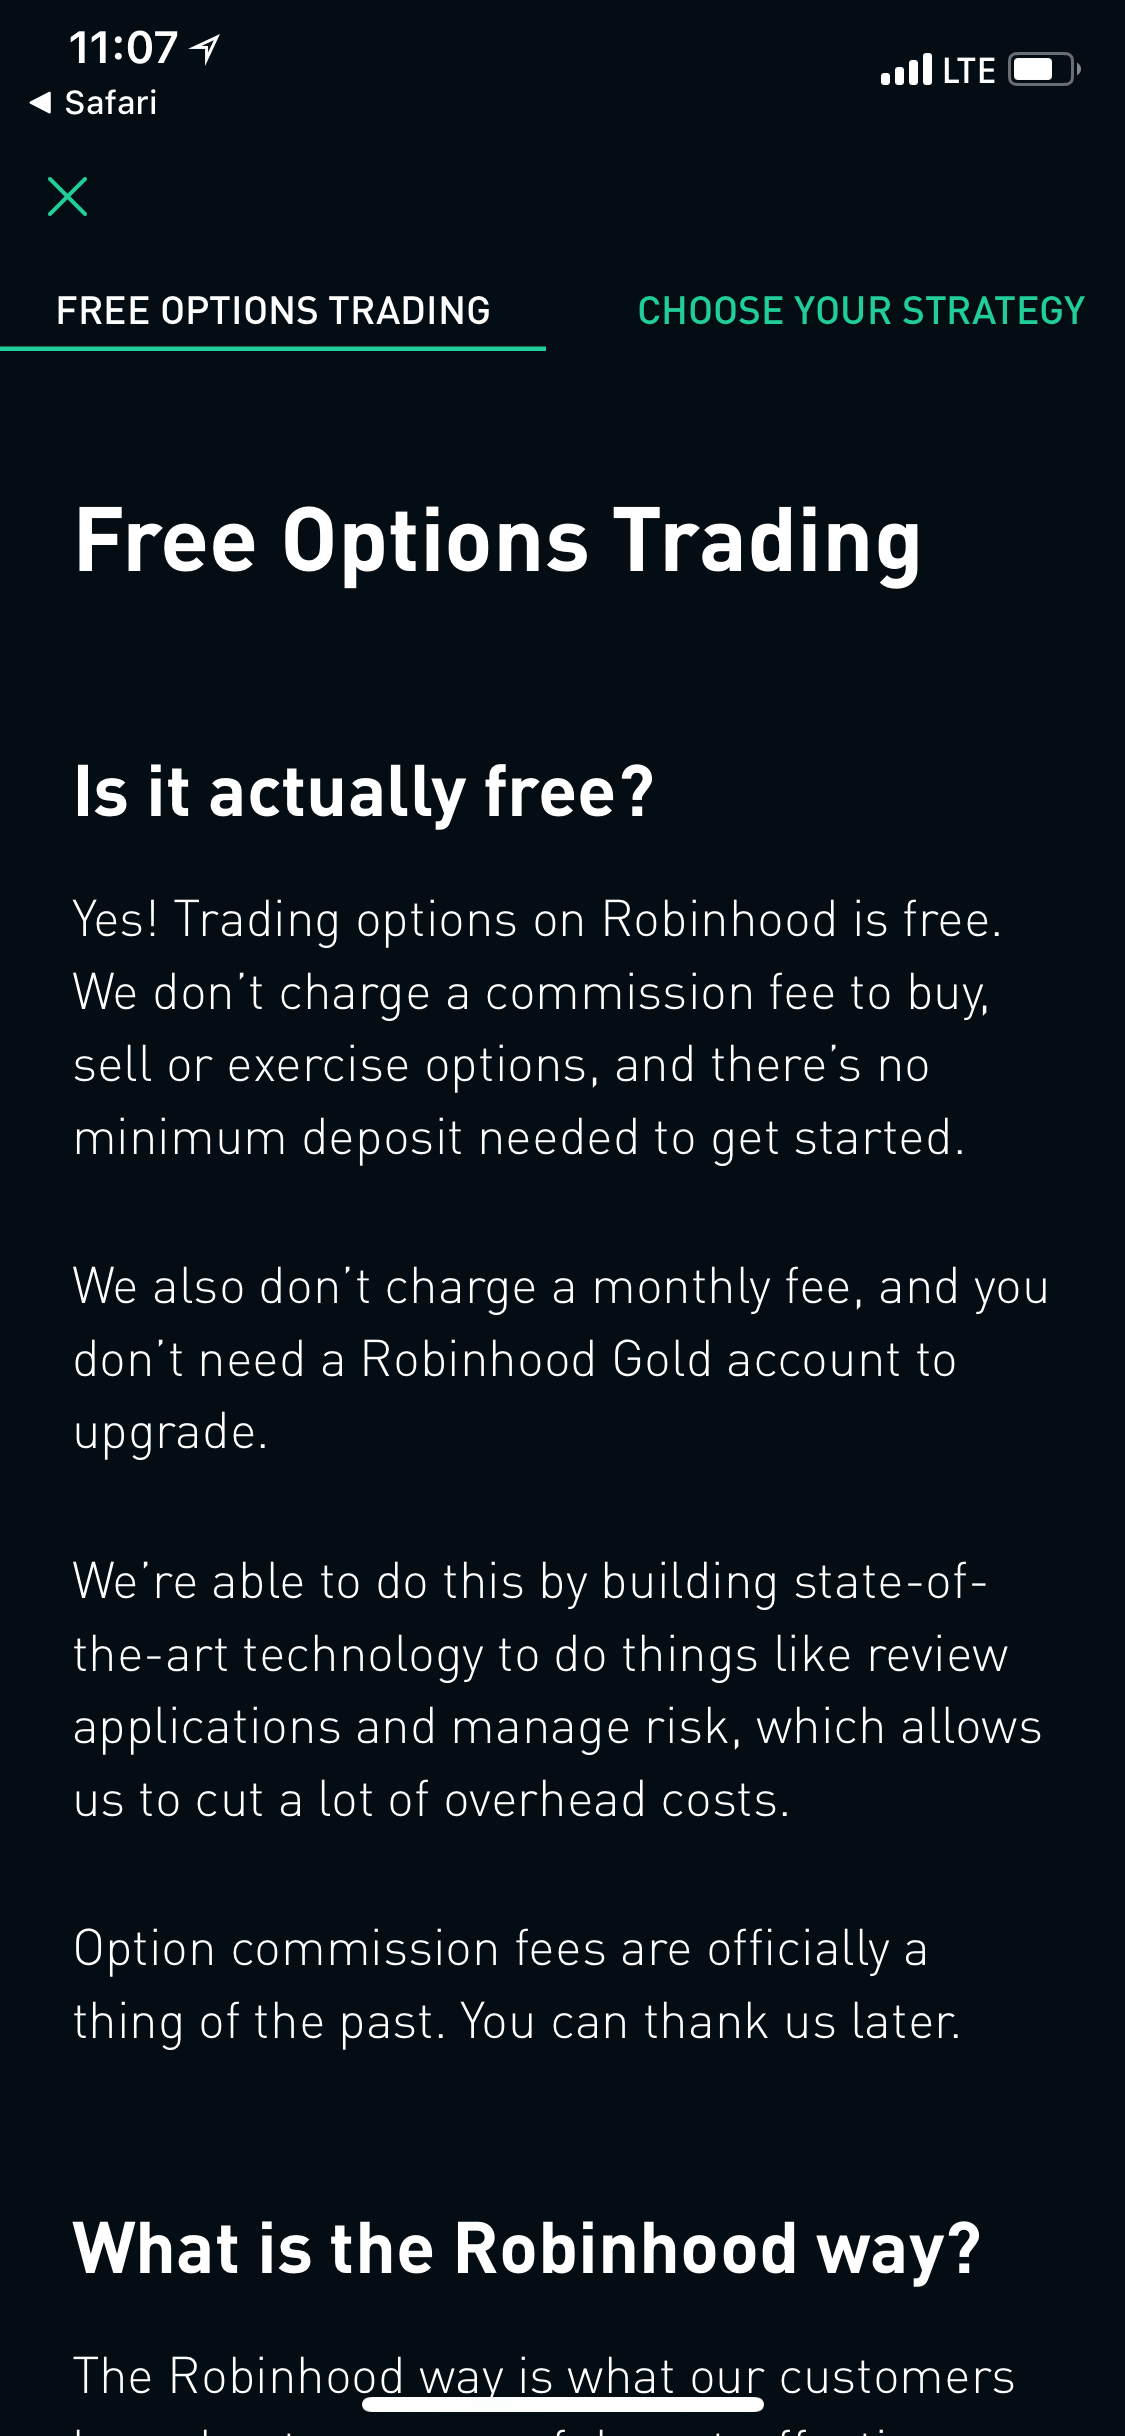 11:07
LTE
Safari
FREE OPTIONS TRADING
CHOOSE YOUR STRATEGY
Free Options Trading
Is it actually free?
Yes! Trading options on Robinhood is free.
We don’t charge a commission fee to buy,
sell or exercise options, and there’s no
minimum deposit needed to get started.
We also don’t charge a monthly fee, and you
don’t need a Robinhood Gold account to
upgrade.
We’re able to do this by building state-of-
the-art technology to do things like review
applications and manage risk, which allows
us to cut a lot of overhead costs.
Option commission fees are officially a
thing of the past. You can thank us later.
What is the Robinhood way?
The Robinhood way is what our customers